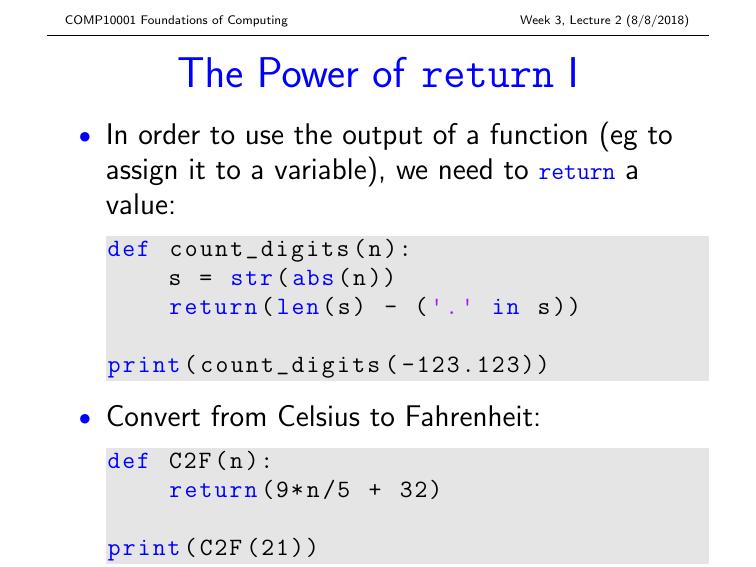 COMP10001 Foundations of Computing Week 3, Lecture 2 (8/8/2018)
The Power of return I
• In order to use the output of a function (eg to
assign it to a variable), we need to return a
value:
def count_digits(n):
    s = str(abs(n))
    return(len(s) - ('.' in s))
print(count_digits(-123.123))
• Convert from Celsius to Fahrenheit:
def C2F(n):
    return(9*n/5 + 32)
print(C2F(21))